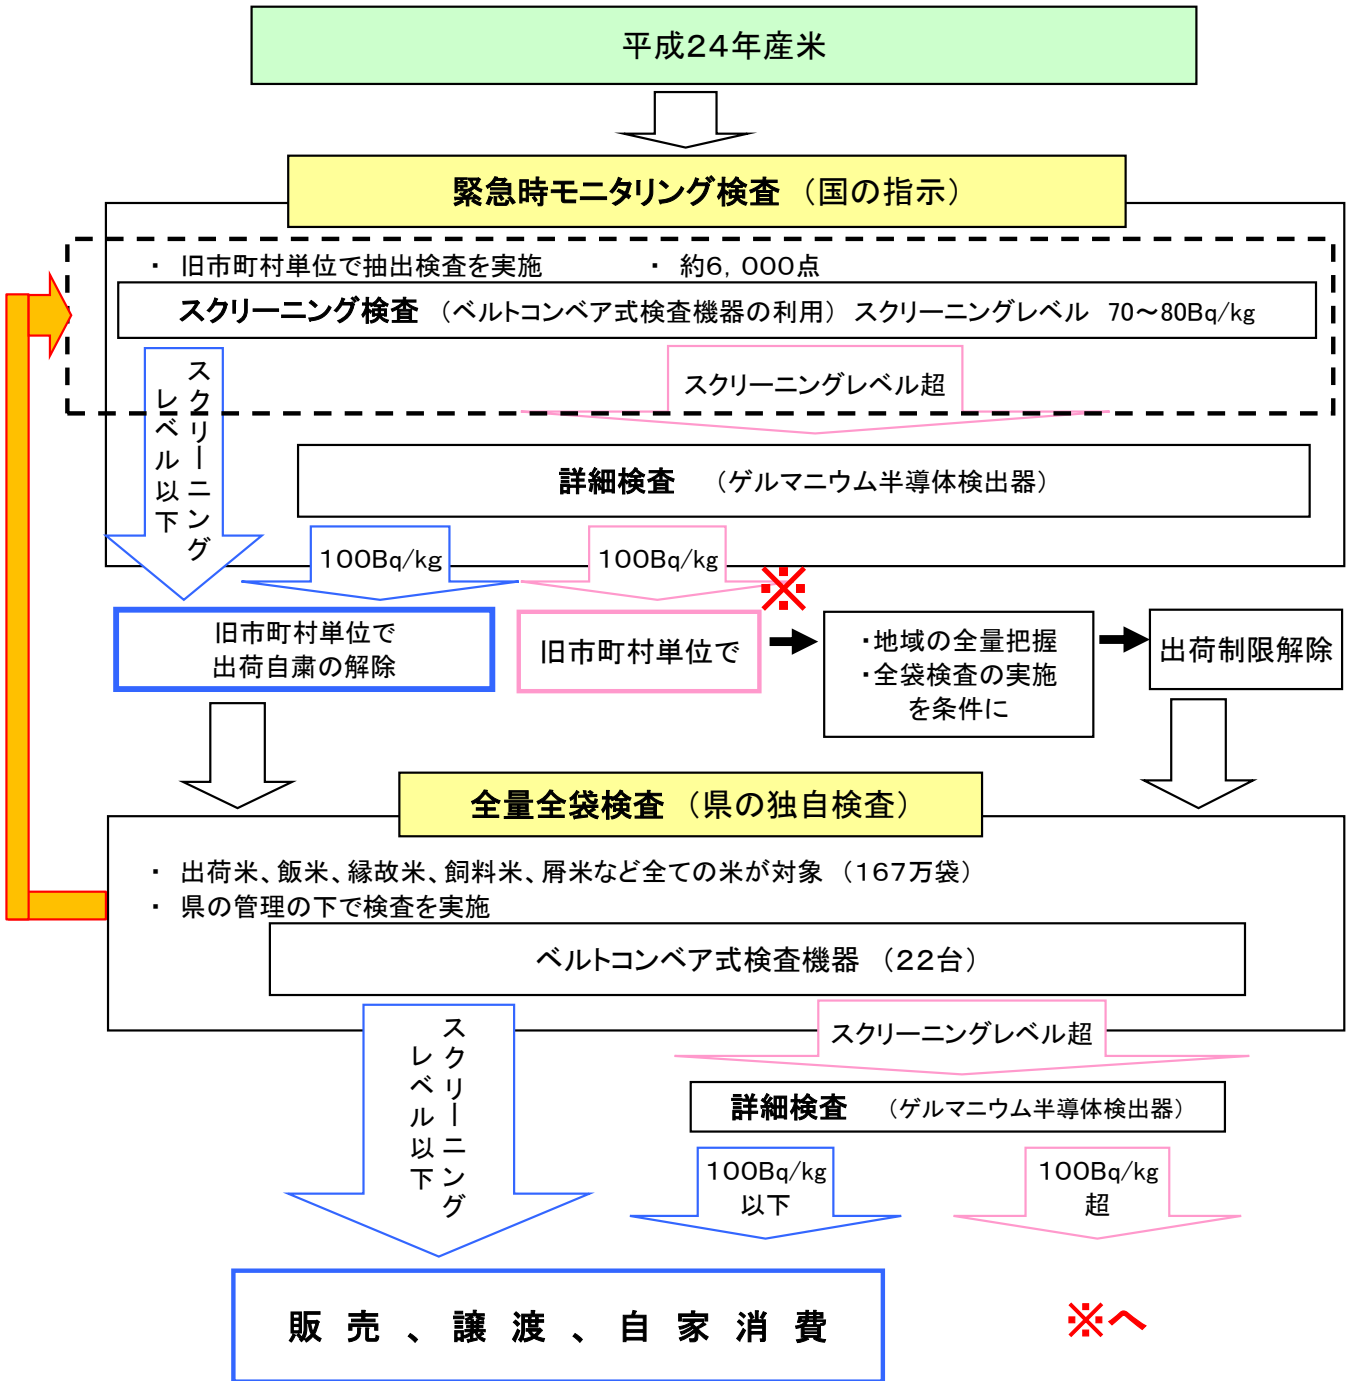 平成24年産米
緊急時モニタリング検査 （国の指示）
・ 旧市町村単位で抽出検査を実施 ・ 約6，000点
スクリーニング検査 （ベルトコンベア式検査機器の利用） スクリーニングレベル 70～80Bq/kg
スクリーニング
レベル以下
スクリーニングレベル超
詳細検査 （ゲルマニウム半導体検出器）
100Bq/kg
100Bq/kg
※
旧市町村単位で
出荷自粛の解除
旧市町村単位で
・地域の全量把握
・全袋検査の実施
を条件に
出荷制限解除
全量全袋検査 （県の独自検査）
・ 出荷米、飯米、縁故米、飼料米、屑米など全ての米が対象 （167万袋）
・ 県の管理の下で検査を実施
ベルトコンベア式検査機器 （22台）
スクリーニング
レベル以下
スクリーニングレベル超
詳細検査 （ゲルマニウム半導体検出器）
100Bq/kg
以下
100Bq/kg
超
販 売 、 譲 渡 、 自 家 消 費
※へ